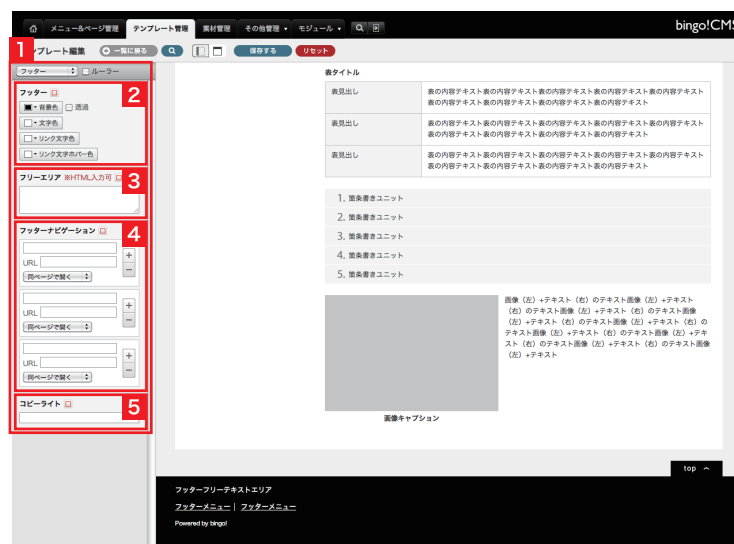 メニュー&ページ管理 テンプレート管理 素材管理 その他管理 モジュール bingo!CMS
ンプレート編集 一覧に戻る 保存する リセット
1
フッター ルーラー
フッター
2
背景色 透過
文字色
リンク文字色
リンク文字ホバー色
フリーエリア ※HTML入力可
3
フッターナビゲーション
4
+
URL
−
同ページで開く
+
URL
−
同ページで開く
+
URL
−
同ページで開く
コピーライト
5
表タイトル
表見出し 表の内容テキスト表の内容テキスト表の内容テキスト表の内容テキスト表の内容テキスト
表の内容テキスト表の内容テキスト表の内容テキスト表の内容テキスト
表見出し 表の内容テキスト表の内容テキスト表の内容テキスト表の内容テキスト表の内容テキスト
表の内容テキスト表の内容テキスト表の内容テキスト表の内容テキスト
表見出し 表の内容テキスト表の内容テキスト表の内容テキスト表の内容テキスト表の内容テキスト
表の内容テキスト表の内容テキスト表の内容テキスト表の内容テキスト
1. 箇条書きユニット
2. 箇条書きユニット
3. 箇条書きユニット
4. 箇条書きユニット
5. 箇条書きユニット
画像（左）+テキスト（右）のテキスト画像（左）+テキスト
（右）のテキスト画像（左）+テキスト（右）のテキスト画像
（左）+テキスト（右）のテキスト画像（左）+テキスト（右）の
テキスト画像（左）+テキスト（右）のテキスト画像（左）+テキ
スト（右）のテキスト画像（左）+テキスト（右）のテキスト画像
（左）+テキスト
画像キャプション
top
フッターフリーテキストエリア
フッターメニュー | フッターメニュー
Powered by bingo!